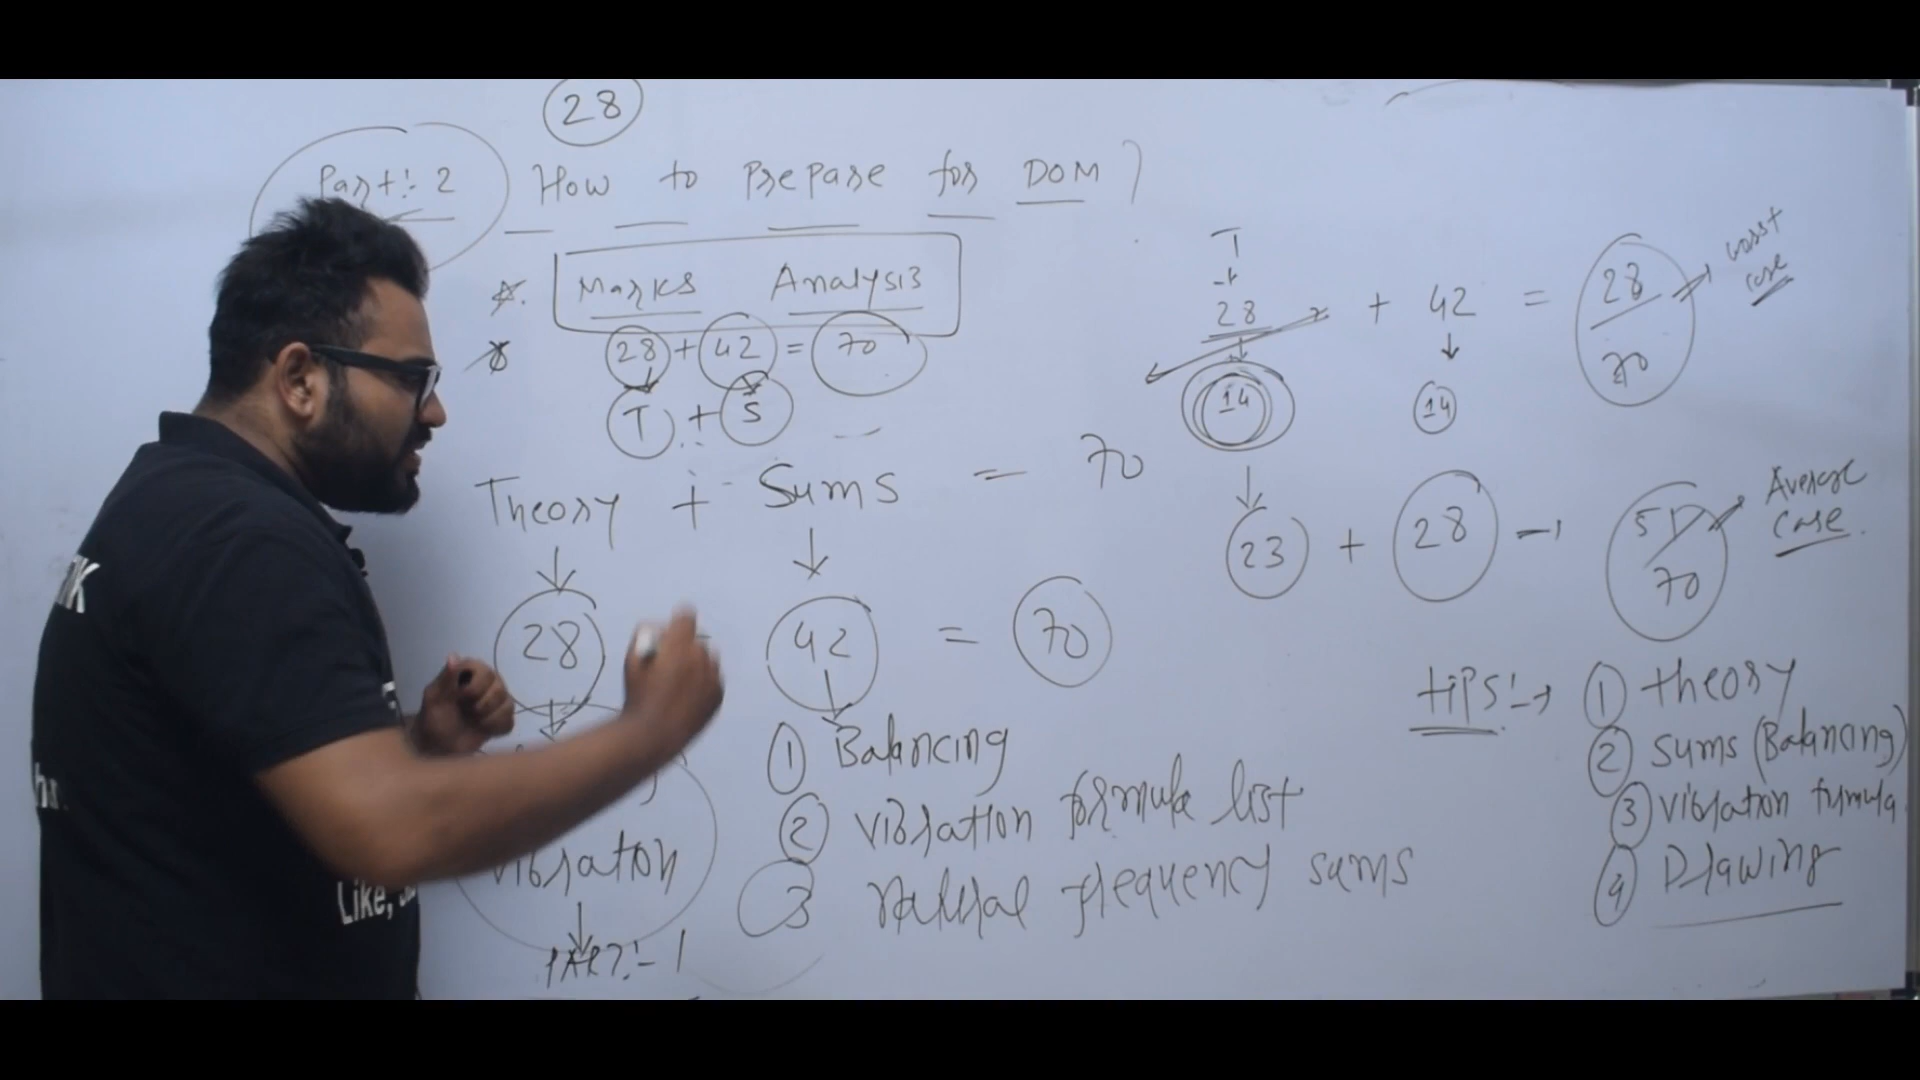 28
Part:- 2 How to Prepare for DOM?
Marks Analysis
28 + 42 = 70
T + S
Theory + Sums = 70
28 42 = 70
① Balancing
② vibration formula list
③ Natural frequency sums
vibration
PART:- 1
T
28 + 42 = 28/70 worst case
14 14
23 + 28 51/70 Average case.
tips:→ ① theory
② sums (Balancing)
③ vibration
④ Drawing
K
Like,